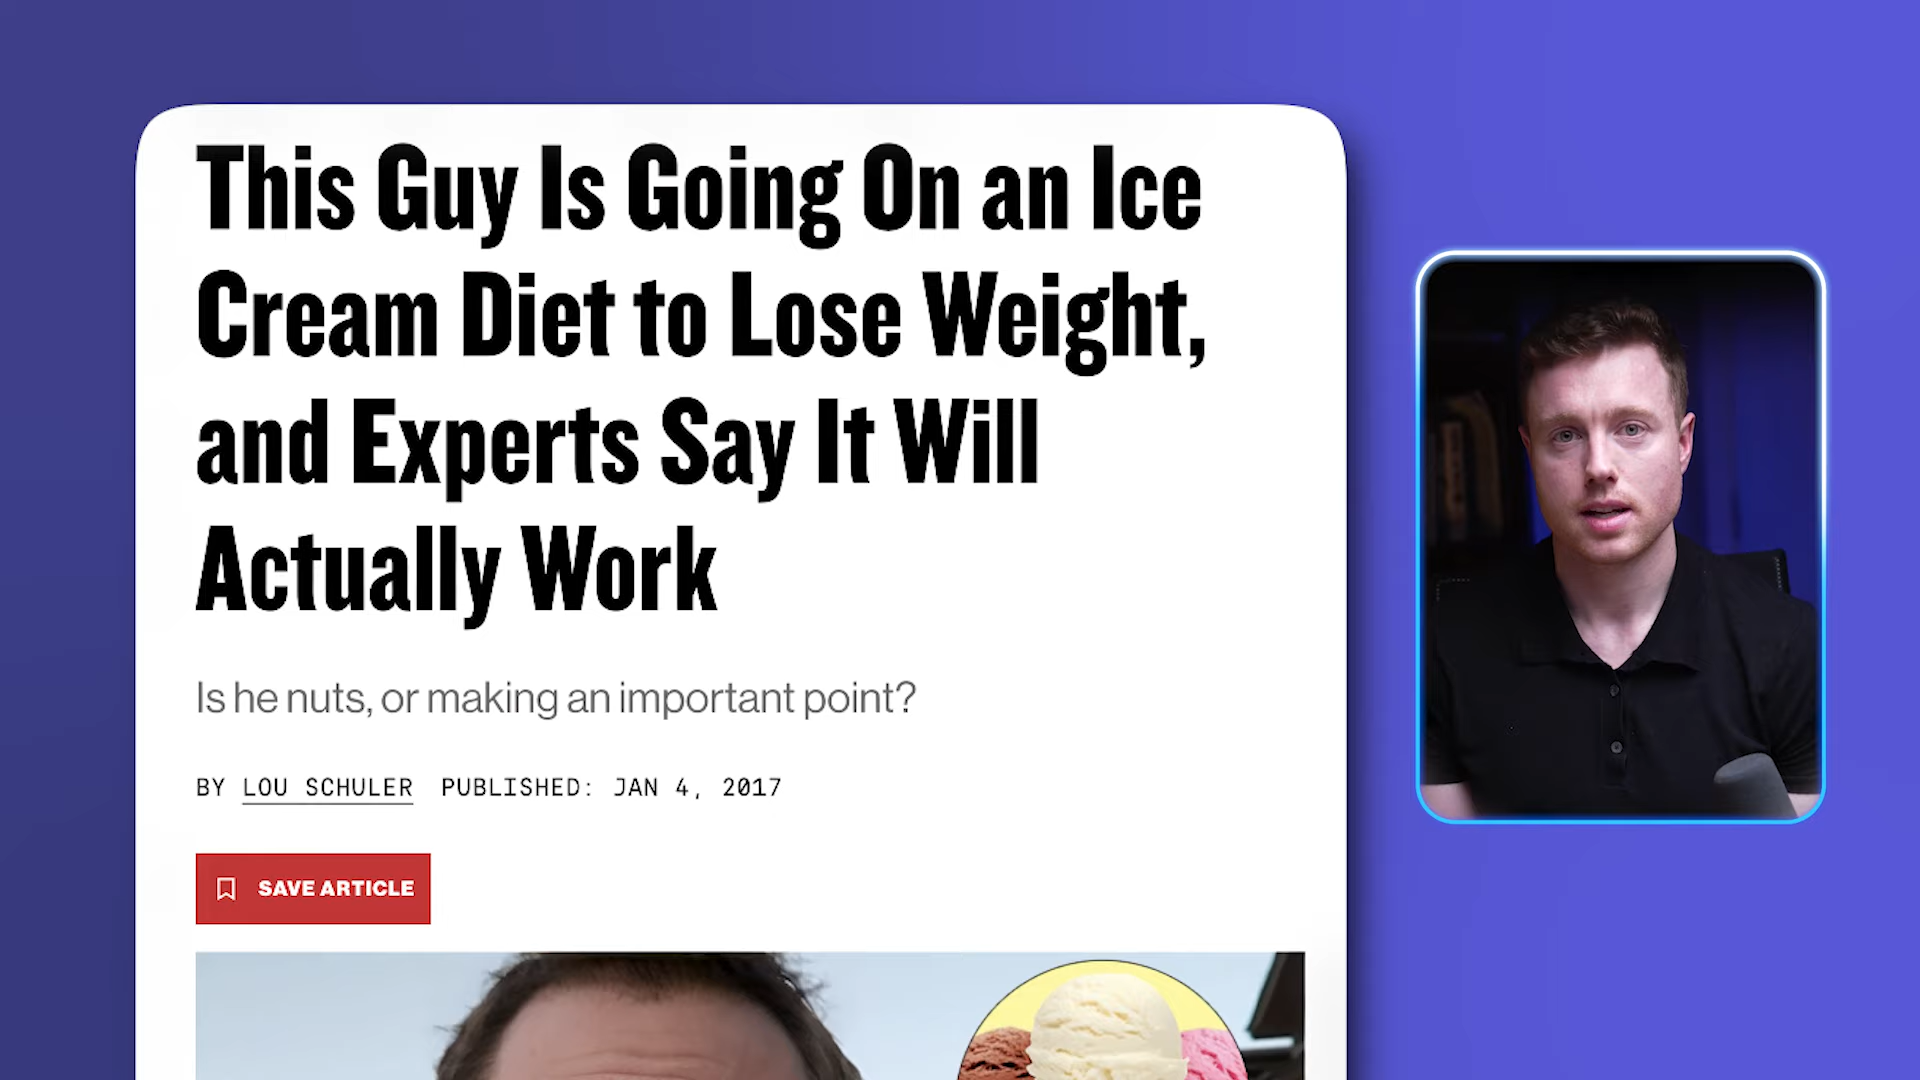 This Guy Is Going On an Ice
Cream Diet to Lose Weight,
and Experts Say It Will
Actually Work
Is he nuts, or making an important point?
BY LOU SCHULER PUBLISHED: JAN 4, 2017
SAVE ARTICLE